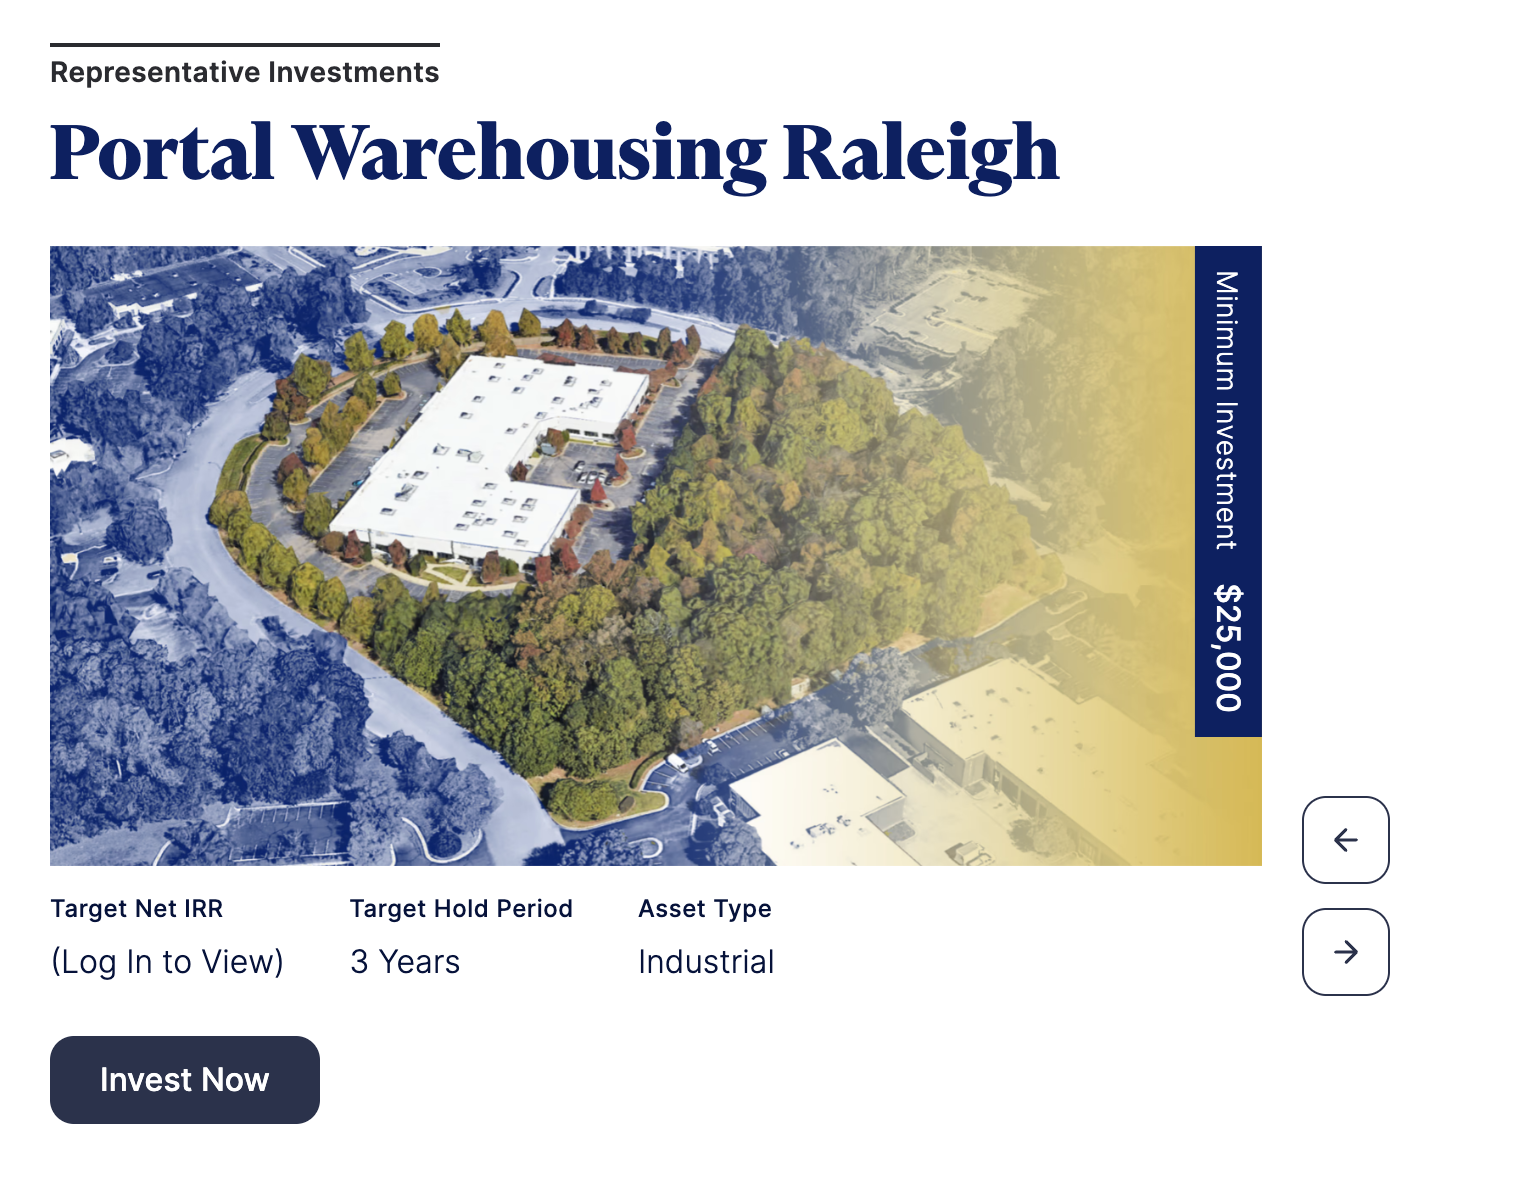 Representative Investments
Portal Warehousing Raleigh
Minimum Investment $25,000
Target Net IRR
(Log In to View)
Target Hold Period
3 Years
Asset Type
Industrial
Invest Now